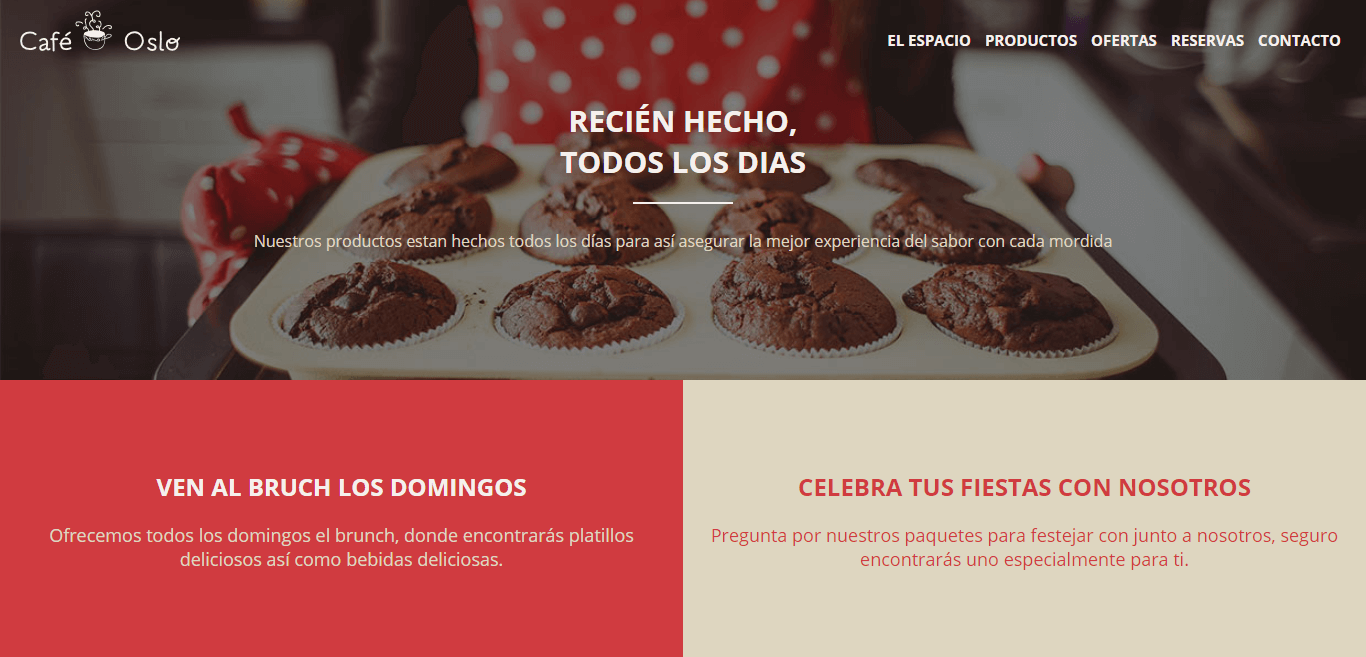 Café Oslo
EL ESPACIO PRODUCTOS OFERTAS RESERVAS CONTACTO
RECIÉN HECHO,
TODOS LOS DIAS
Nuestros productos estan hechos todos los días para así asegurar la mejor experiencia del sabor con cada mordida
VEN AL BRUCH LOS DOMINGOS
Ofrecemos todos los domingos el brunch, donde encontrarás platillos
deliciosos así como bebidas deliciosas.
CELEBRA TUS FIESTAS CON NOSOTROS
Pregunta por nuestros paquetes para festejar con junto a nosotros, seguro
encontrarás uno especialmente para ti.